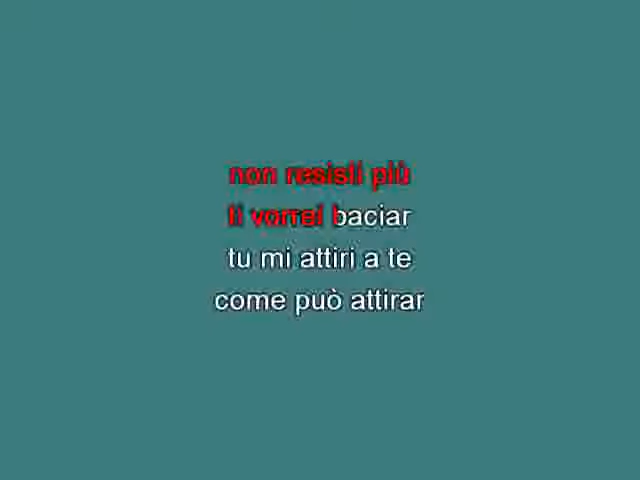 non resisti più
ti vorrei baciar
tu mi attiri a te
come può attirar